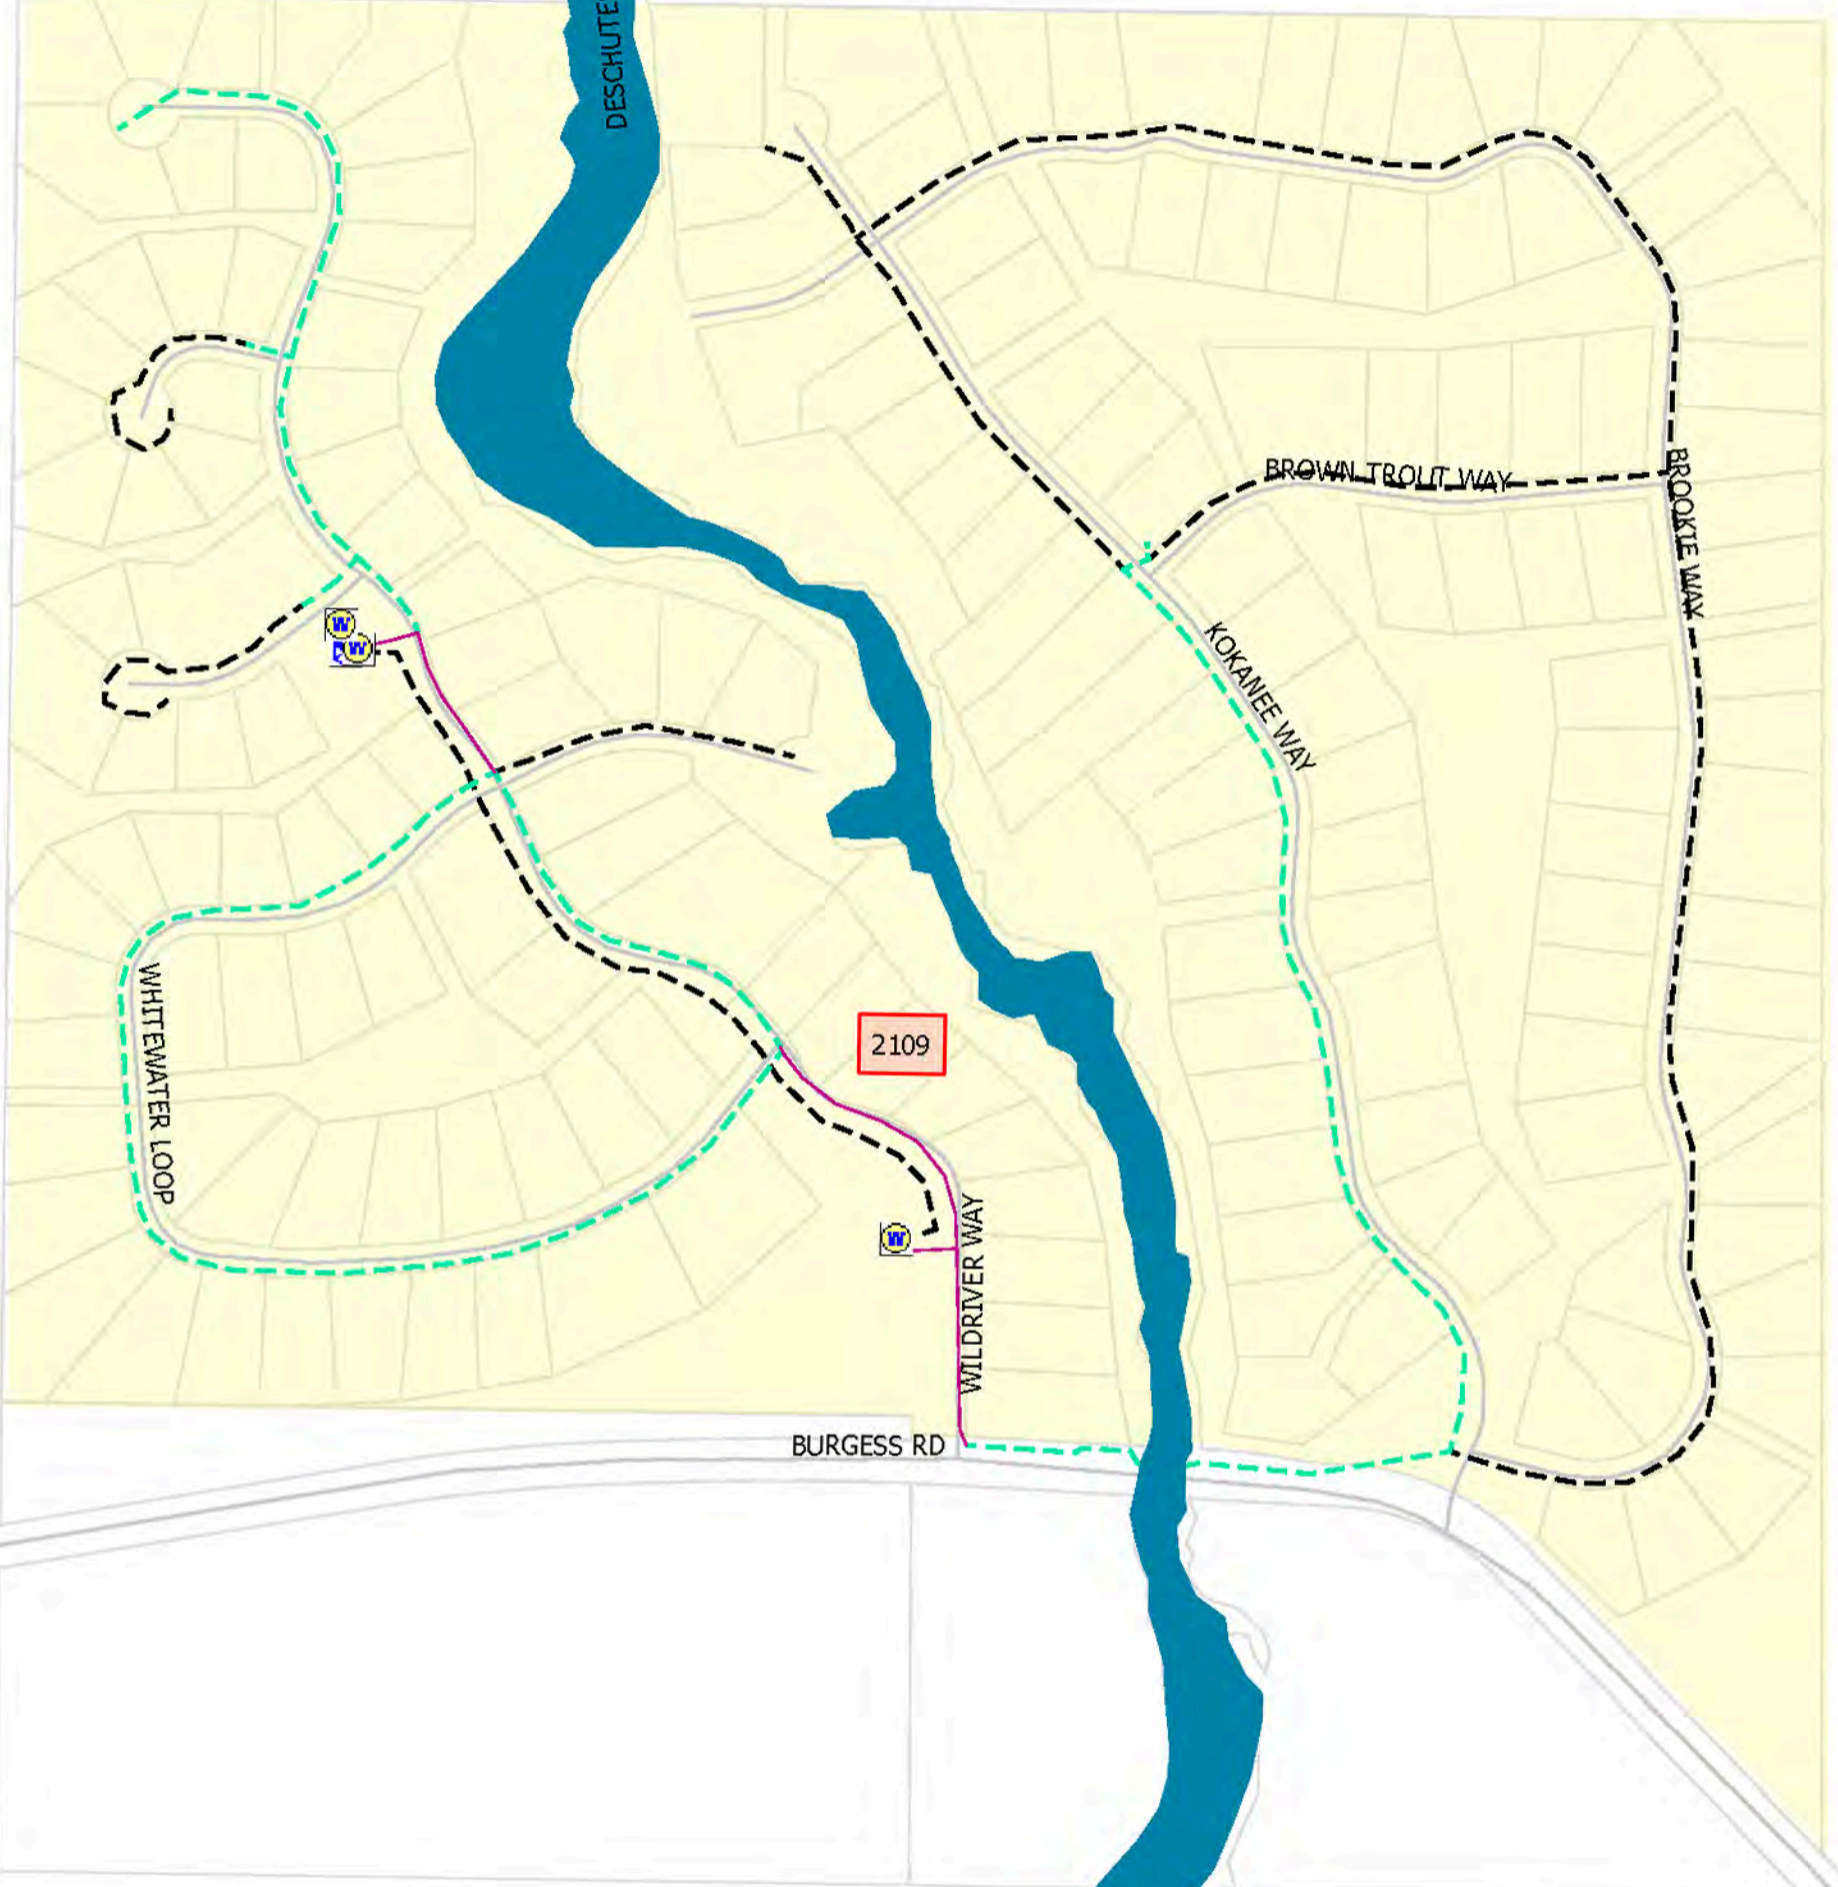 DESCHUTE
BROWN TROUT WAY
BROOKIE WAY
KOKANEE WAY
W
W
WHITEWATER LOOP
2109
W
WILDRIVER WAY
BURGESS RD